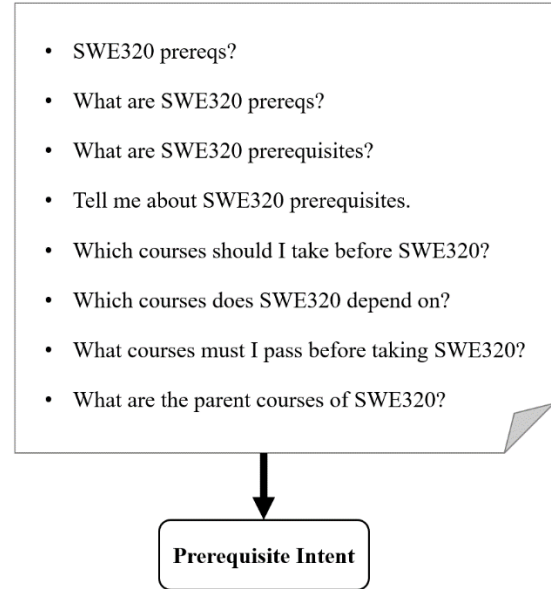 • SWE320 prereqs?
• What are SWE320 prereqs?
• What are SWE320 prerequisites?
• Tell me about SWE320 prerequisites.
• Which courses should I take before SWE320?
• Which courses does SWE320 depend on?
• What courses must I pass before taking SWE320?
• What are the parent courses of SWE320?
Prerequisite Intent